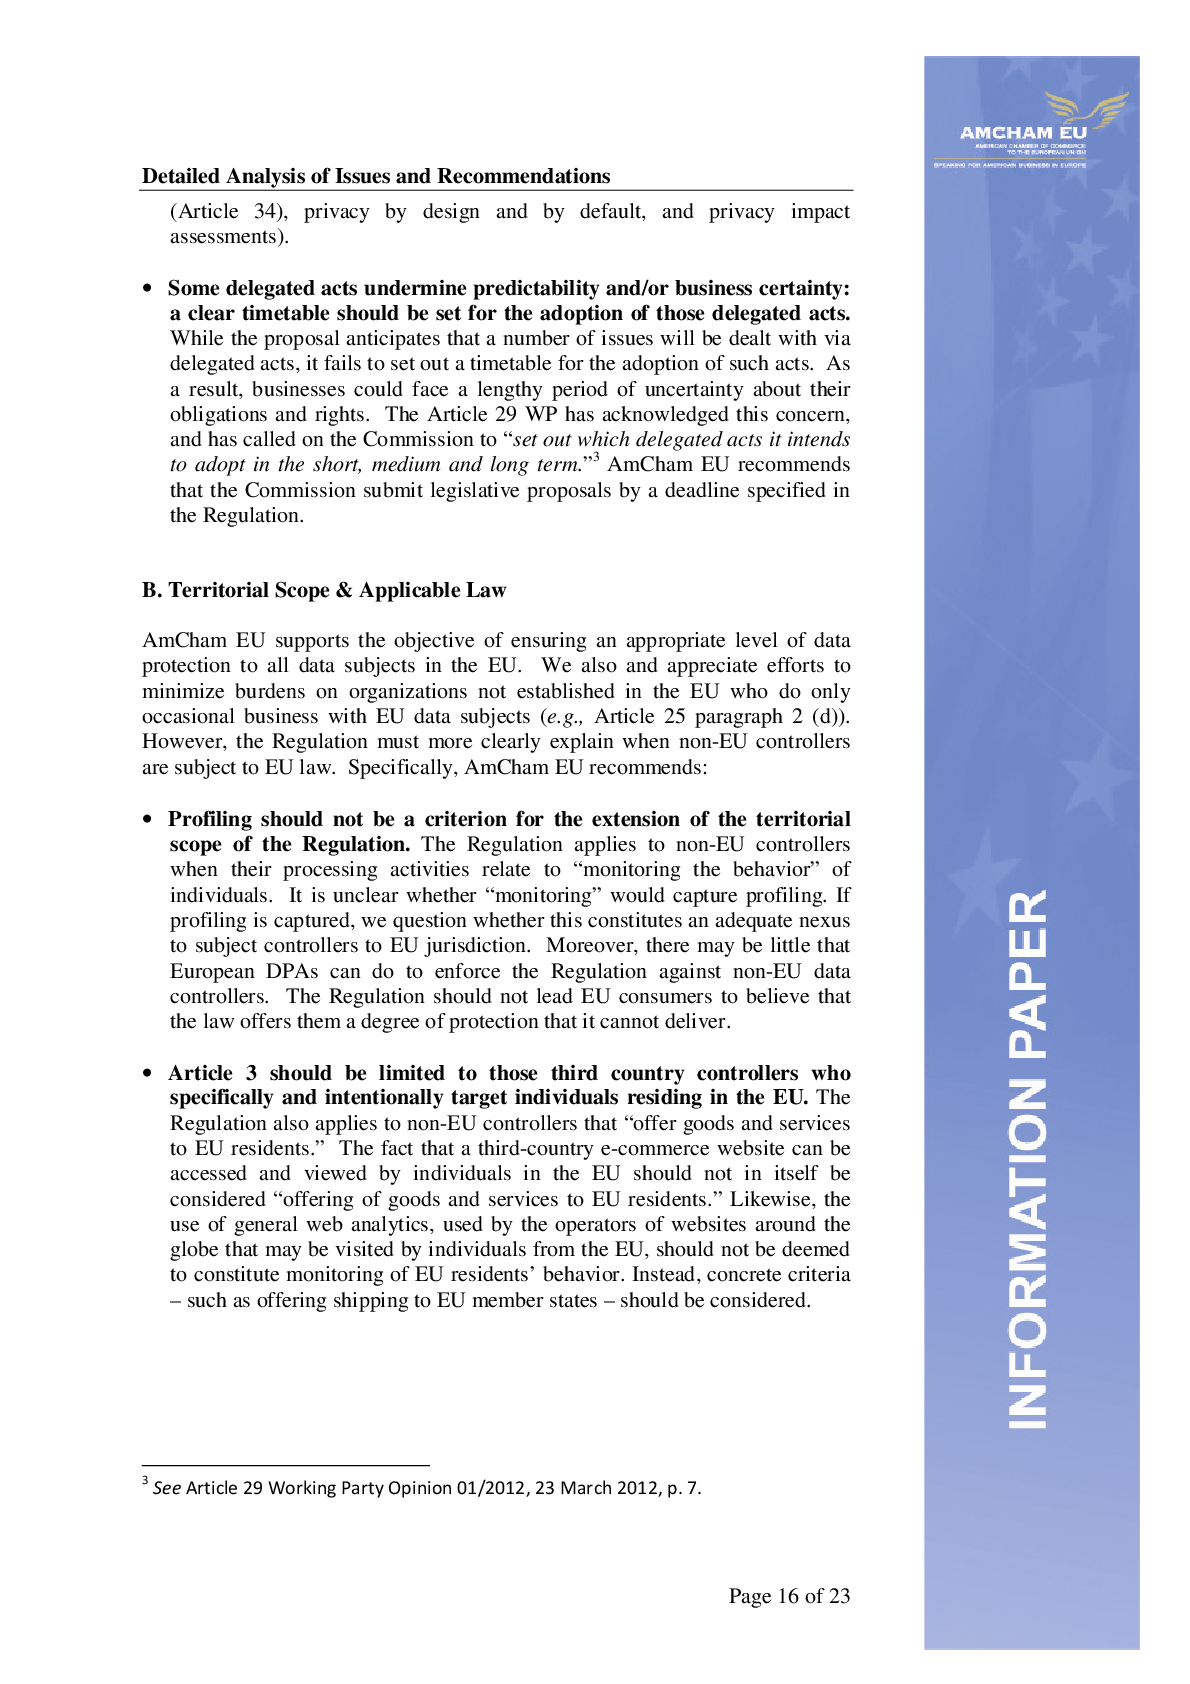 AMCHAM EU
AMERICAN CHAMBER OF COMMERCE
TO THE EUROPEAN UNION
SPEAKING FOR AMERICAN BUSINESS IN EUROPE
Detailed Analysis of Issues and Recommendations
(Article 34), privacy by design and by default, and privacy impact
assessments).
• Some delegated acts undermine predictability and/or business certainty:
a clear timetable should be set for the adoption of those delegated acts.
While the proposal anticipates that a number of issues will be dealt with via
delegated acts, it fails to set out a timetable for the adoption of such acts. As
a result, businesses could face a lengthy period of uncertainty about their
obligations and rights. The Article 29 WP has acknowledged this concern,
and has called on the Commission to “set out which delegated acts it intends
to adopt in the short, medium and long term.”3 AmCham EU recommends
that the Commission submit legislative proposals by a deadline specified in
the Regulation.
B. Territorial Scope & Applicable Law
AmCham EU supports the objective of ensuring an appropriate level of data
protection to all data subjects in the EU. We also and appreciate efforts to
minimize burdens on organizations not established in the EU who do only
occasional business with EU data subjects (e.g., Article 25 paragraph 2 (d)).
However, the Regulation must more clearly explain when non-EU controllers
are subject to EU law. Specifically, AmCham EU recommends:
• Profiling should not be a criterion for the extension of the territorial
scope of the Regulation. The Regulation applies to non-EU controllers
when their processing activities relate to “monitoring the behavior” of
individuals. It is unclear whether “monitoring” would capture profiling. If
profiling is captured, we question whether this constitutes an adequate nexus
to subject controllers to EU jurisdiction. Moreover, there may be little that
European DPAs can do to enforce the Regulation against non-EU data
controllers. The Regulation should not lead EU consumers to believe that
the law offers them a degree of protection that it cannot deliver.
• Article 3 should be limited to those third country controllers who
specifically and intentionally target individuals residing in the EU. The
Regulation also applies to non-EU controllers that “offer goods and services
to EU residents.” The fact that a third-country e-commerce website can be
accessed and viewed by individuals in the EU should not in itself be
considered “offering of goods and services to EU residents.” Likewise, the
use of general web analytics, used by the operators of websites around the
globe that may be visited by individuals from the EU, should not be deemed
to constitute monitoring of EU residents’ behavior. Instead, concrete criteria
– such as offering shipping to EU member states – should be considered.
3 See Article 29 Working Party Opinion 01/2012, 23 March 2012, p. 7.
Page 16 of 23
INFORMATION PAPER